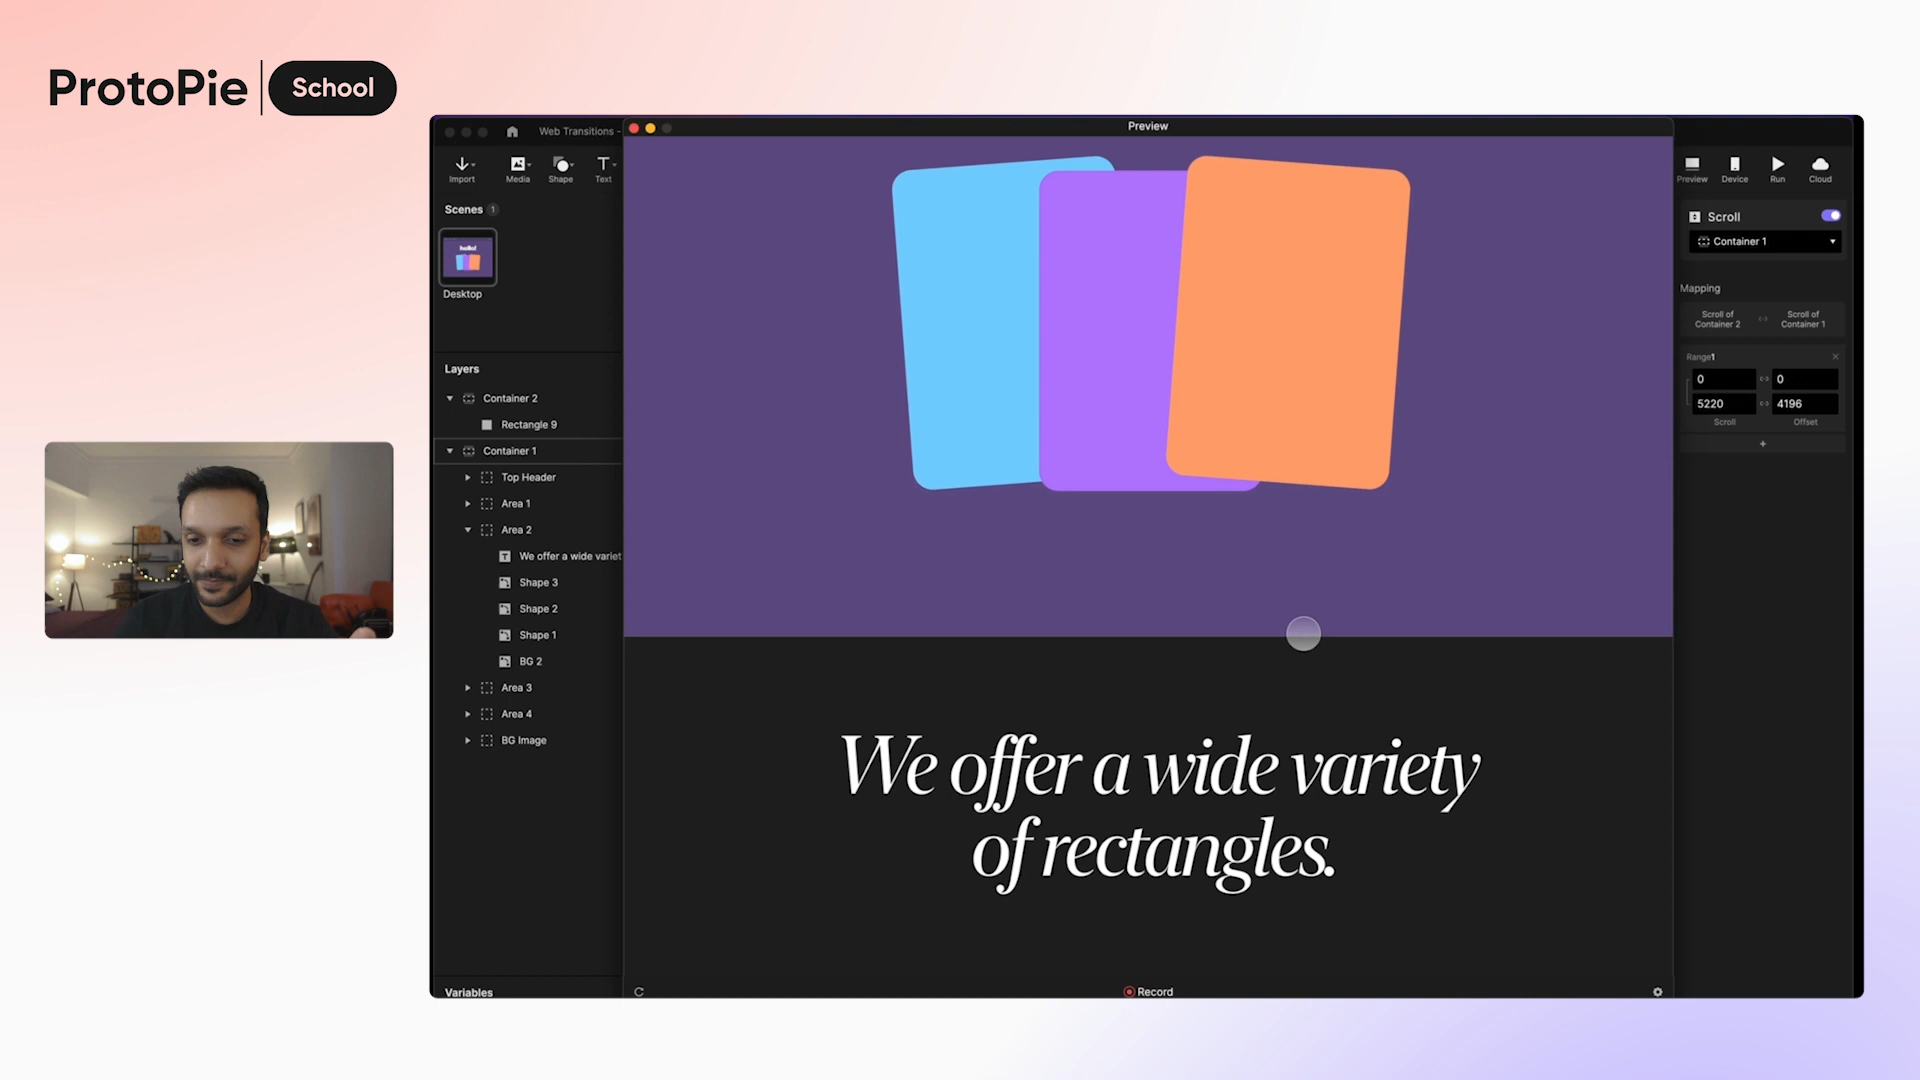 ProtoPie School
Web Transitions -
Preview
Import
Media
Shape
Text
Preview
Device
Run
Cloud
Scenes 1
hello!
Desktop
Layers
Container 2
Rectangle 9
Container 1
Top Header
Area 1
Area 2
We offer a wide variet
Shape 3
Shape 2
Shape 1
BG 2
Area 3
Area 4
BG Image
Variables
We offer a wide variety
of rectangles.
Record
Scroll
Container 1
Mapping
Scroll of
Container 2
Scroll of
Container 1
Range1
0
0
5220
4196
Scroll
Offset